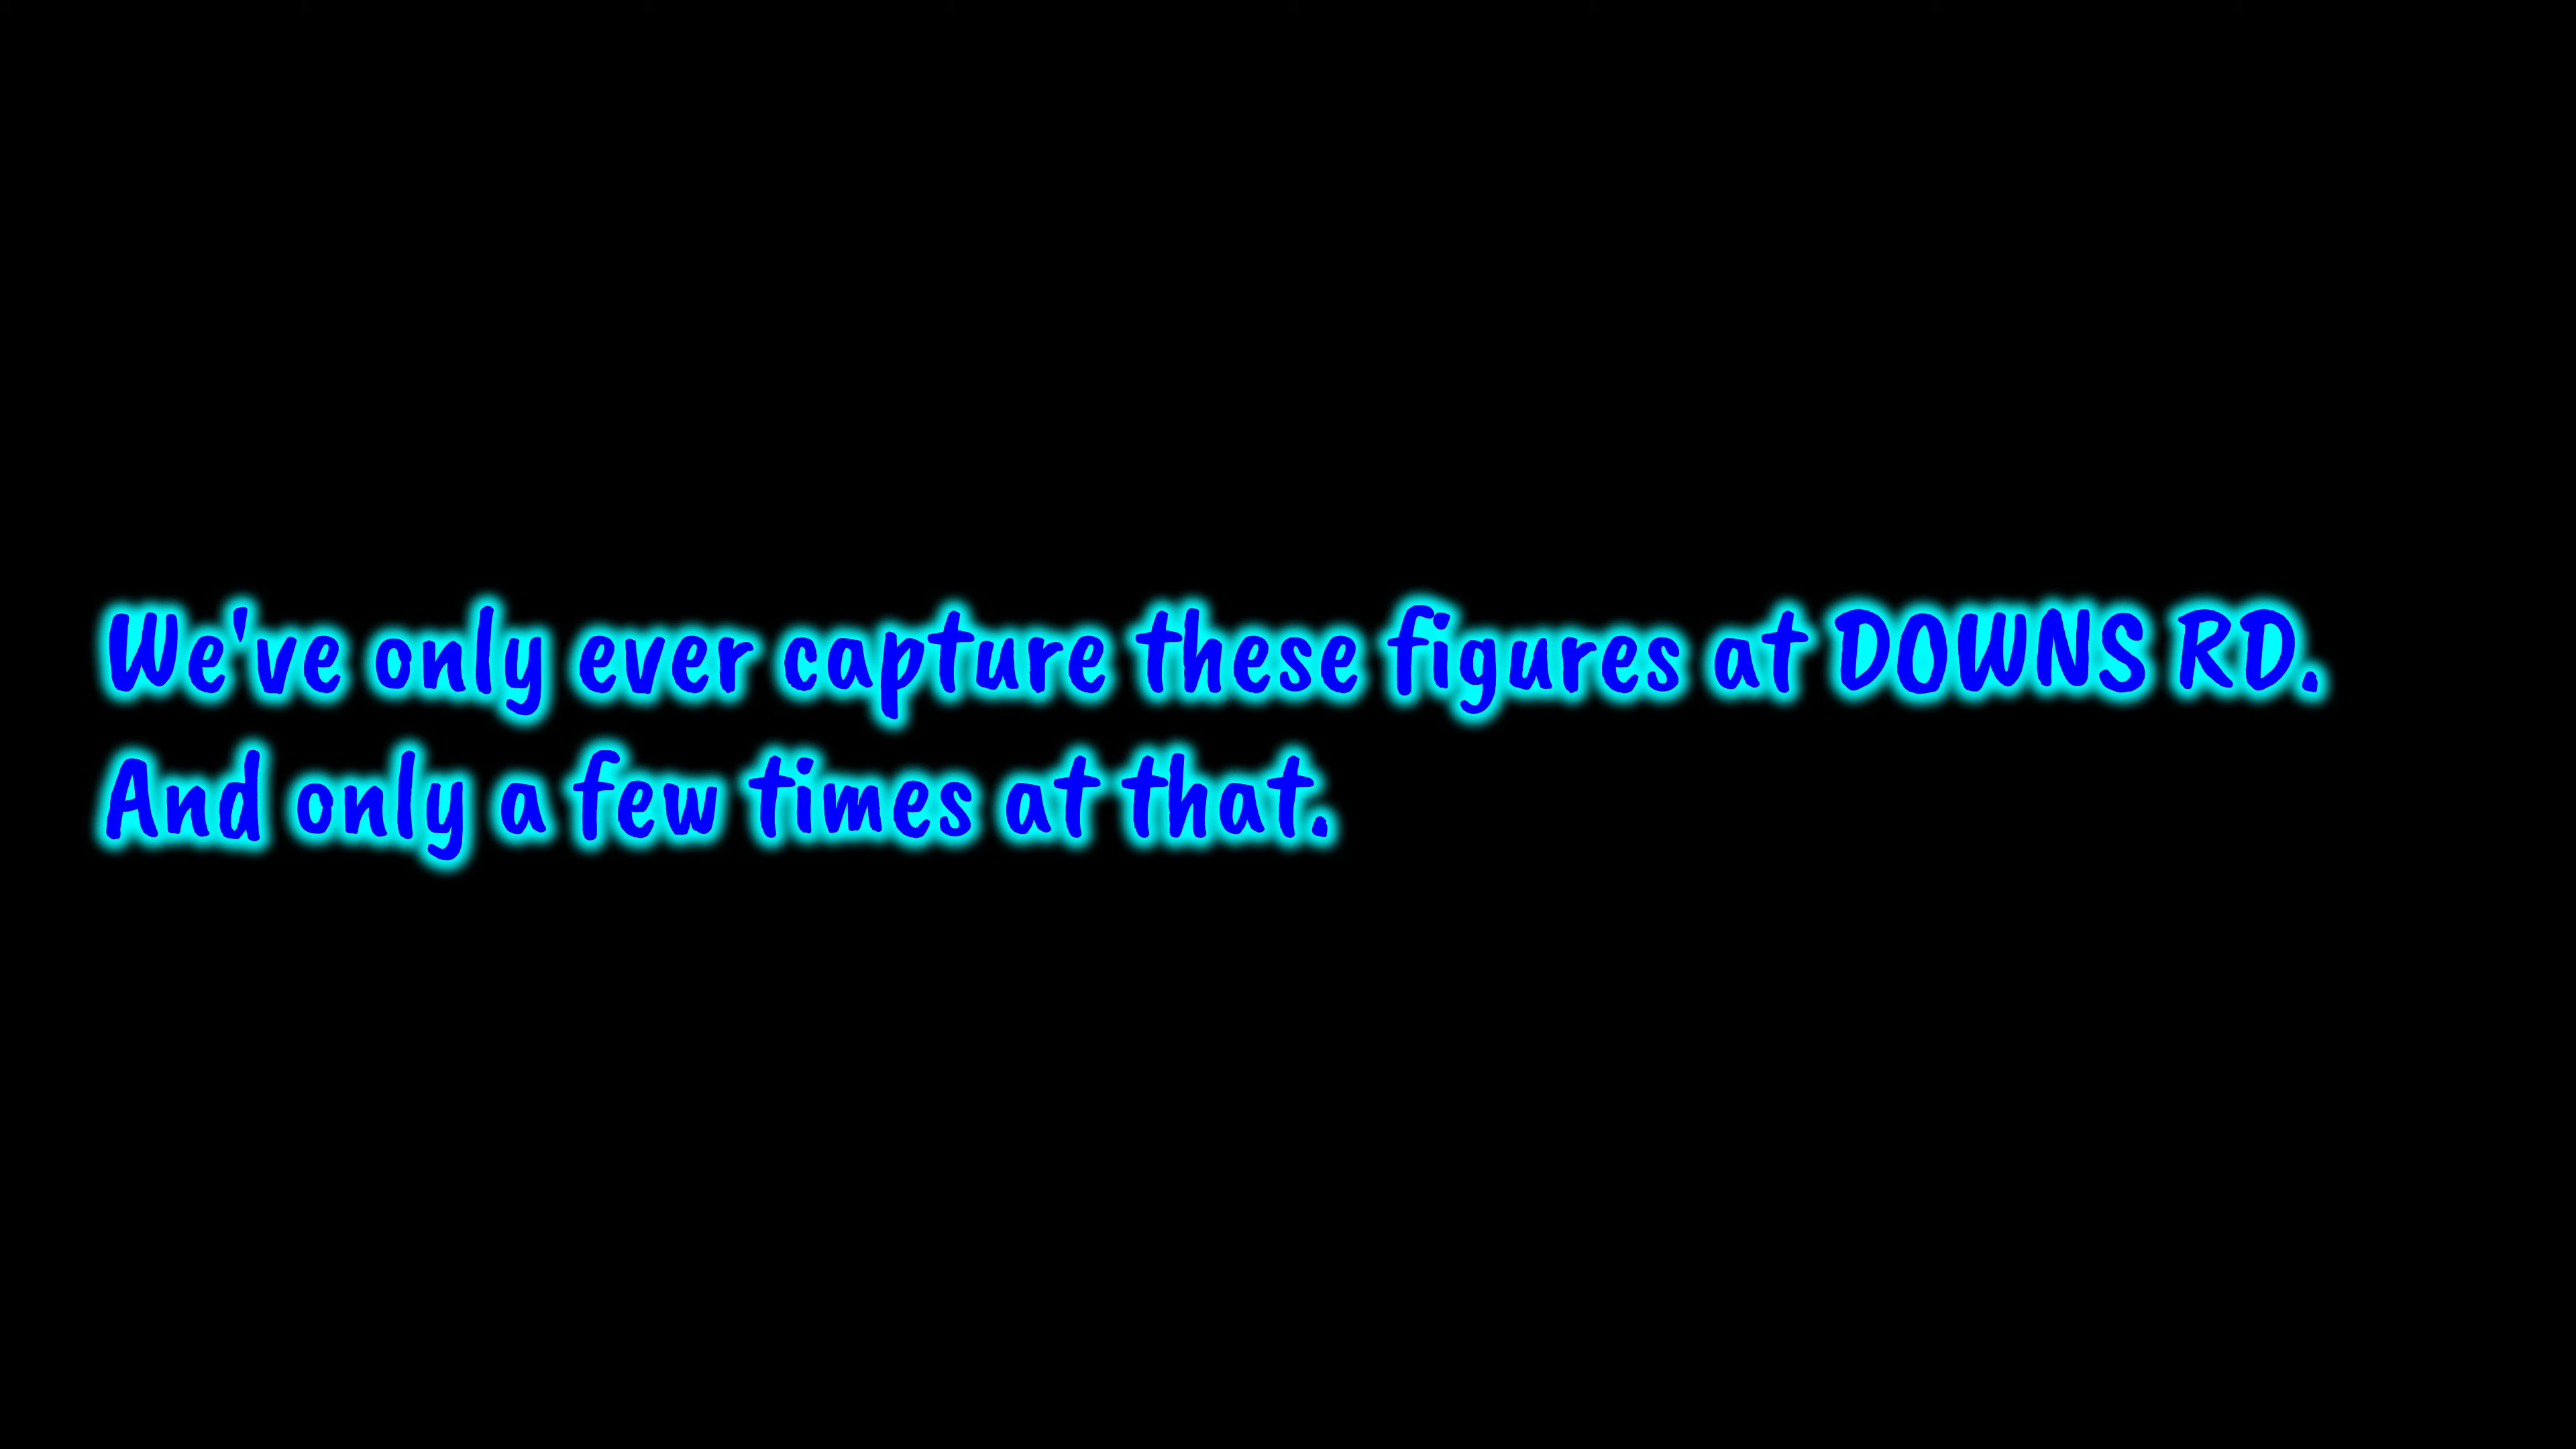 We've only ever capture these figures at DOWNS RD.
And only a few times at that.